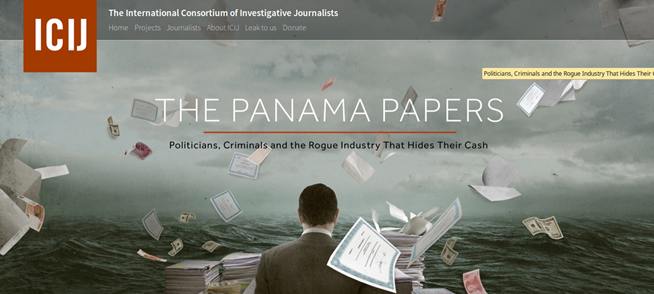 ICIJ
The International Consortium of Investigative Journalists
Home Projects Journalists About ICIJ Leak to us Donate
Politicians, Criminals and the Rogue Industry That Hides Their
THE PANAMA PAPERS
Politicians, Criminals and the Rogue Industry That Hides Their Cash